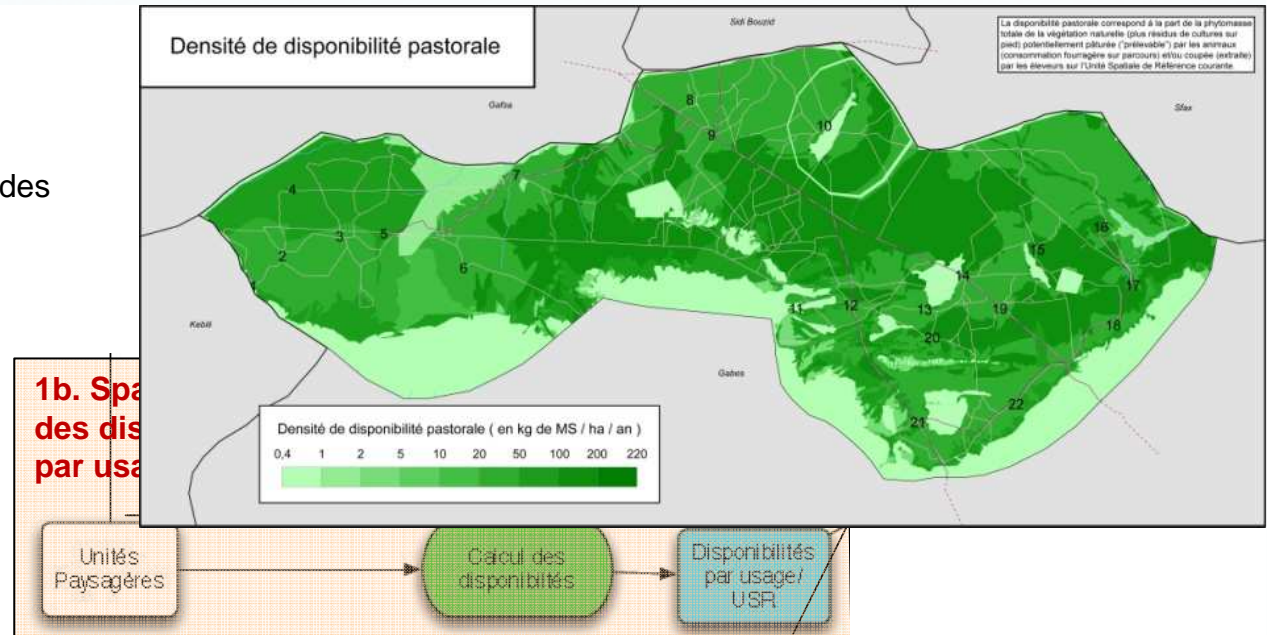 des
Densité de disponibilité pastorale
La disponibilité pastorale correspond à la part de la phytomasse
totale de la végétation naturelle (plus résidus de cultures sur
pied) potentiellement pâturée ("prélevable") par les animaux
(consommation fourragère sur parcours) et/ou coupée (extraite)
par les éleveurs sur l'Unité Spatiale de Référence courante.
Sidi Bouzid
Gafsa
Sfax
Kebili
Gabes
8
9
10
7
4
3
5
2
6
1
16
15
14
17
11
12
13
19
18
20
21
22
Densité de disponibilité pastorale ( en kg de MS / ha / an )
0,4 1 2 5 10 20 50 100 200 220
1b. Spa
des dis
par usa
Unités
Paysagères
Calcul des
disponibiltés
Disponibilités
par usage/
USR